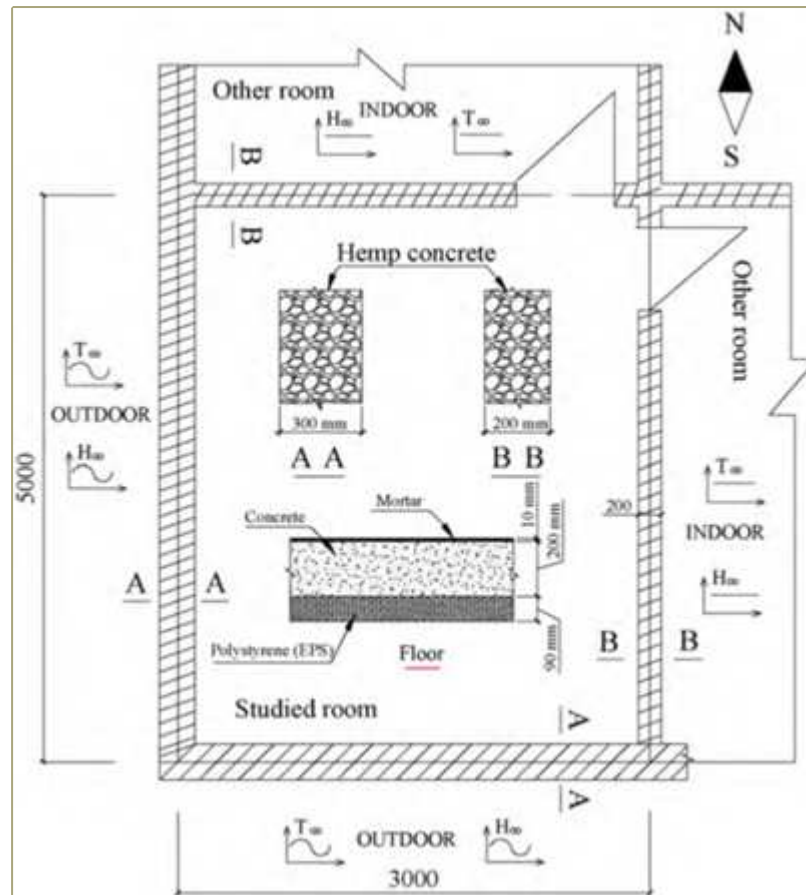 N
Other room
INDOOR
H∞
T∞
S
B
B
Hemp concrete
Other room
T∞
OUTDOOR
H∞
5000
300 mm
200 mm
A A
B B
10 mm
200 mm
90 mm
Mortar
Concrete
Polystyrene (EPS)
Floor
200
T∞
INDOOR
H∞
A
A
B
B
Studied room
A
A
T∞
OUTDOOR
H∞
3000